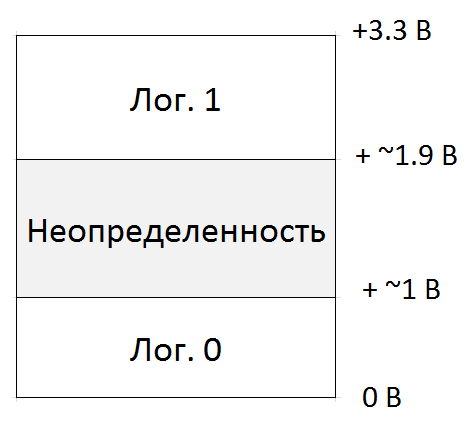 +3.3 В
Лог. 1
+ ~1.9 В
Неопределенность
+ ~1 В
Лог. 0
0 В